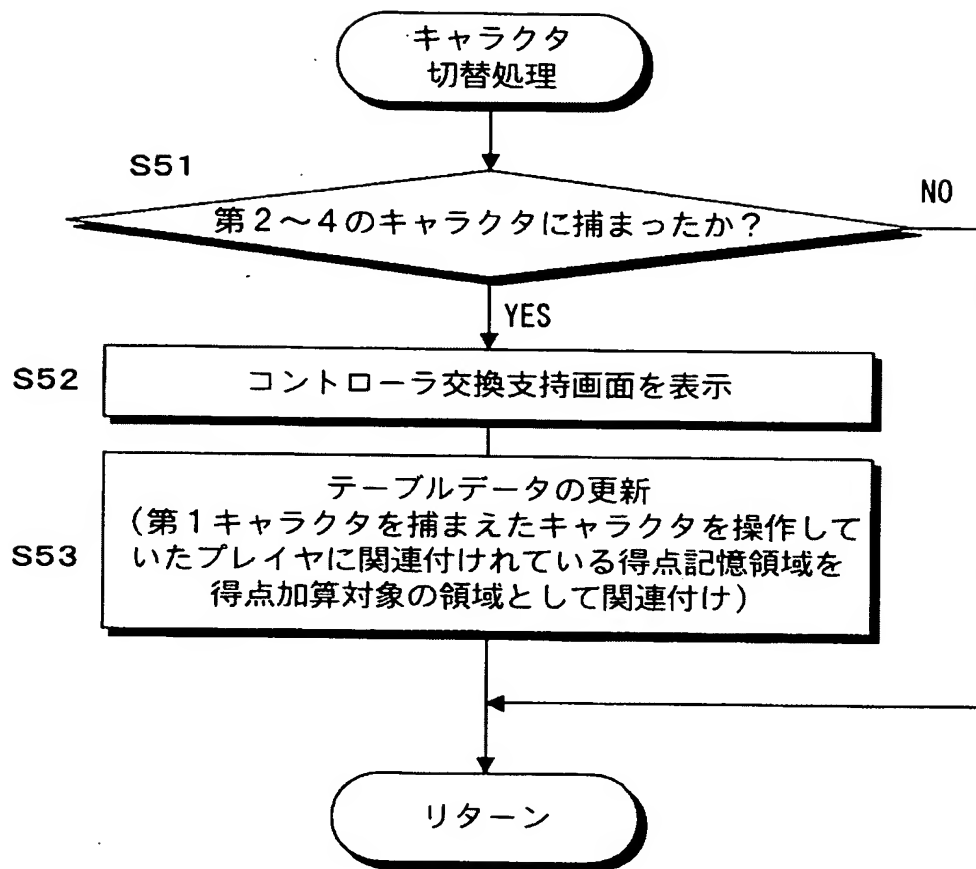 キャラクタ
切替処理
S51
NO
第2～4のキャラクタに捕まったか？
YES
S52
コントローラ交換支持画面を表示
テーブルデータの更新
（第1キャラクタを捕まえたキャラクタを操作して
S53
いたプレイヤに関連付けれている得点記憶領域を
得点加算対象の領域として関連付け）
リターン